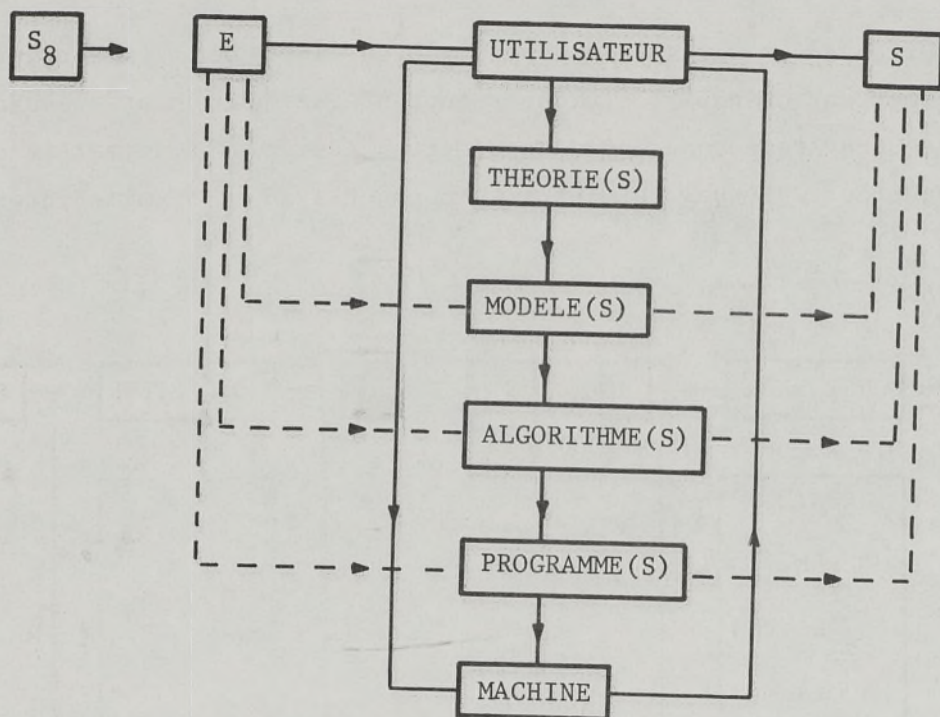 S8 E UTILISATEUR S
THEORIE(S)
MODELE(S)
ALGORITHME(S)
PROGRAMME(S)
MACHINE